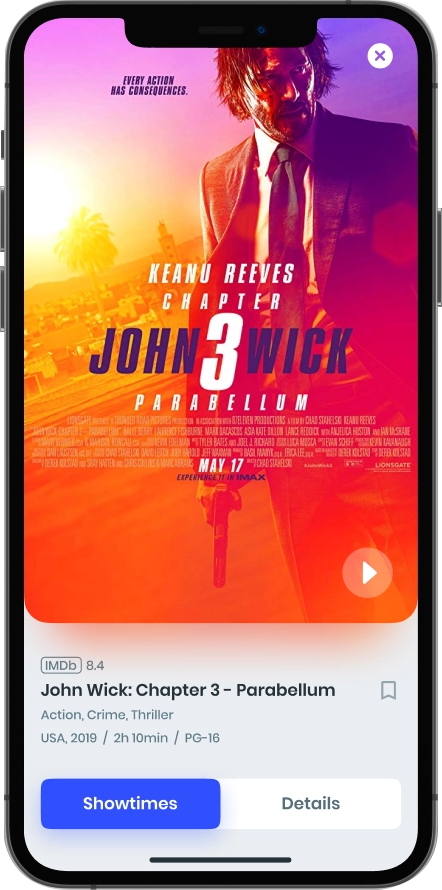 EVERY ACTION
HAS CONSEQUENCES.
KEANU REEVES
CHAPTER
JOHN 3 WICK
PARABELLUM
MAY 17
EXPERIENCE IT IN IMAX
LIONSGATE
IMDb 8.4
John Wick: Chapter 3 - Parabellum
Action, Crime, Thriller
USA, 2019 / 2h 10min / PG-16
Showtimes
Details